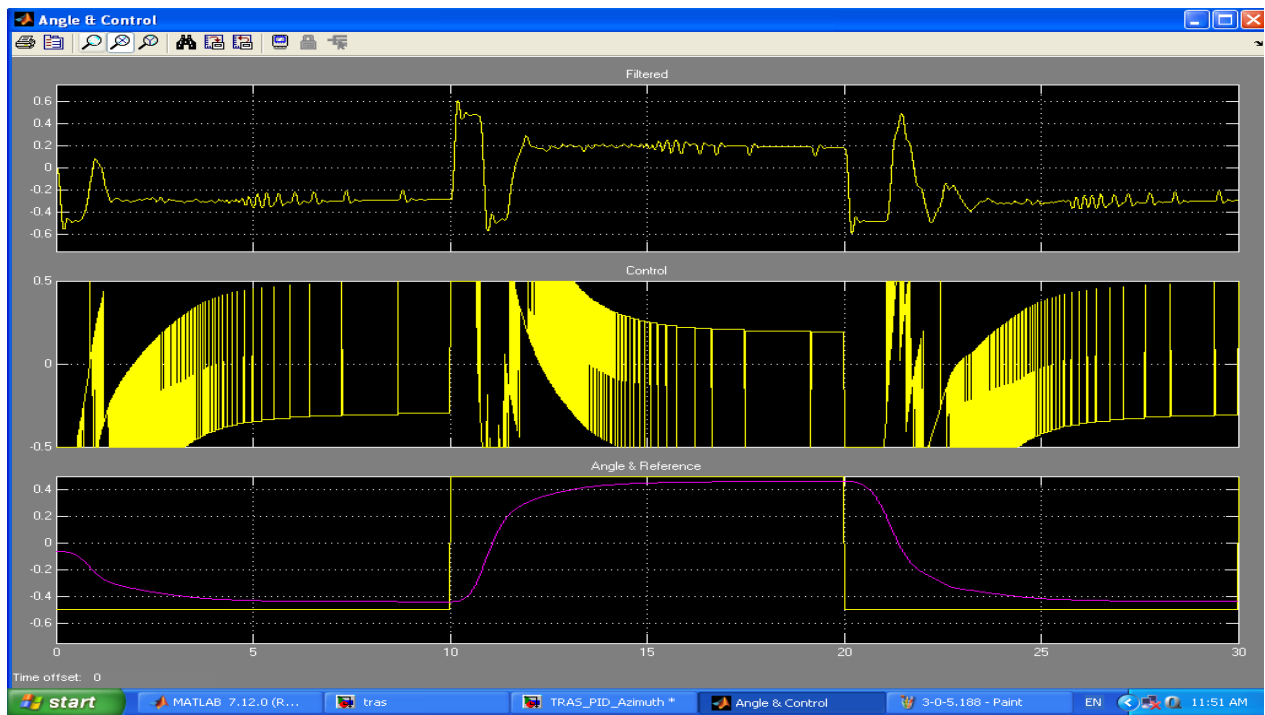 Angle & Control
Filtered
0.6
0.4
0.2
0
-0.2
-0.4
-0.6
Control
0.5
0
-0.5
Angle & Reference
0.4
0.2
0
-0.2
-0.4
-0.6
0 5 10 15 20 25 30
Time offset: 0
start MATLAB 7.12.0 (R... tras TRAS_PID_Azimuth * Angle & Control 3-0-5.188 - Paint EN 11:51 AM